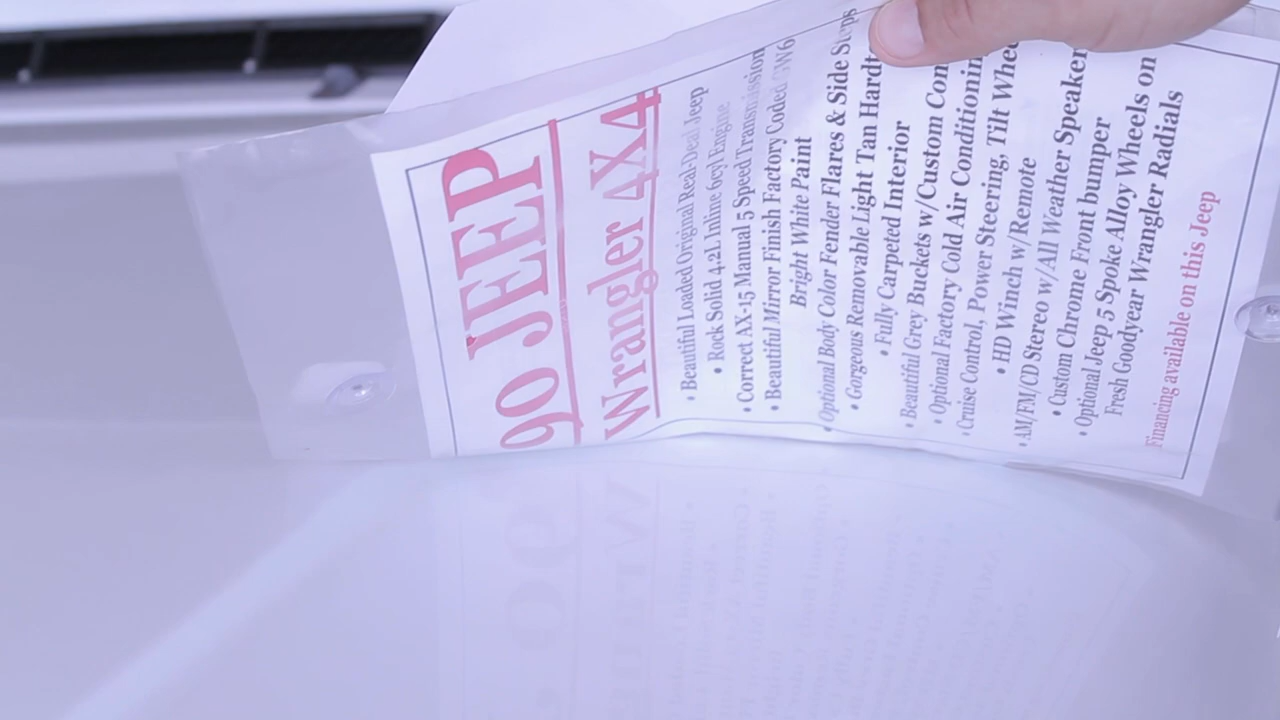 90 JEEP
Wrangler 4X4
• Beautiful Loaded Original Real-Deal Jeep
• Rock Solid 4.2L Inline 6cyl Engine
• Correct AX-15 Manual 5 Speed Transmission
• Beautiful Mirror Finish Factory Coded GW6
Bright White Paint
• Optional Body Color Fender Flares & Side Steps
• Gorgeous Removable Light Tan Hardt
• Fully Carpeted Interior
• Beautiful Grey Buckets w/Custom Con
• Optional Factory Cold Air Conditionin
• Cruise Control, Power Steering, Tilt Whee
• HD Winch w/Remote
• AM/FM/CD Stereo w/All Weather Speaker
• Custom Chrome Front bumper
• Optional Jeep 5 Spoke Alloy Wheels on
Fresh Goodyear Wrangler Radials
Financing available on this Jeep